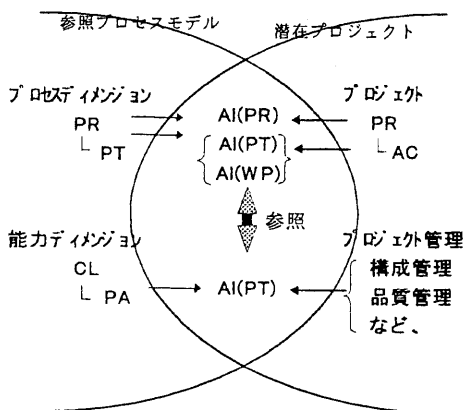 参照プロセスモデル 潜在プロジェクト
プロセスディメンジョン AI(PR) プロジェクト
PR AI(PT) PR
└ PT AI(WP) └ AC
参照
能力ディメンジョン プロジェクト管理
CL 構成管理
└ PA AI(PT) 品質管理
など、